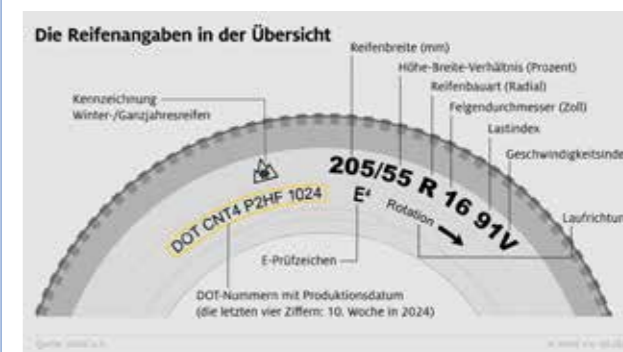 Die Reifenangaben in der Übersicht
Reifenbreite (mm)
Höhe-Breite-Verhältnis (Prozent)
Reifenbauart (Radial)
Felgendurchmesser (Zoll)
Lastindex
Geschwindigkeitsinde
Kennzeichnung
Winter-/Ganzjahresreifen
205/55 R 16 91V
DOT CNT4 P2HF 1024
E4
Rotation
Laufrichtun
E-Prüfzeichen
DOT-Nummern mit Produktionsdatum
(die letzten vier Ziffern: 10. Woche in 2024)